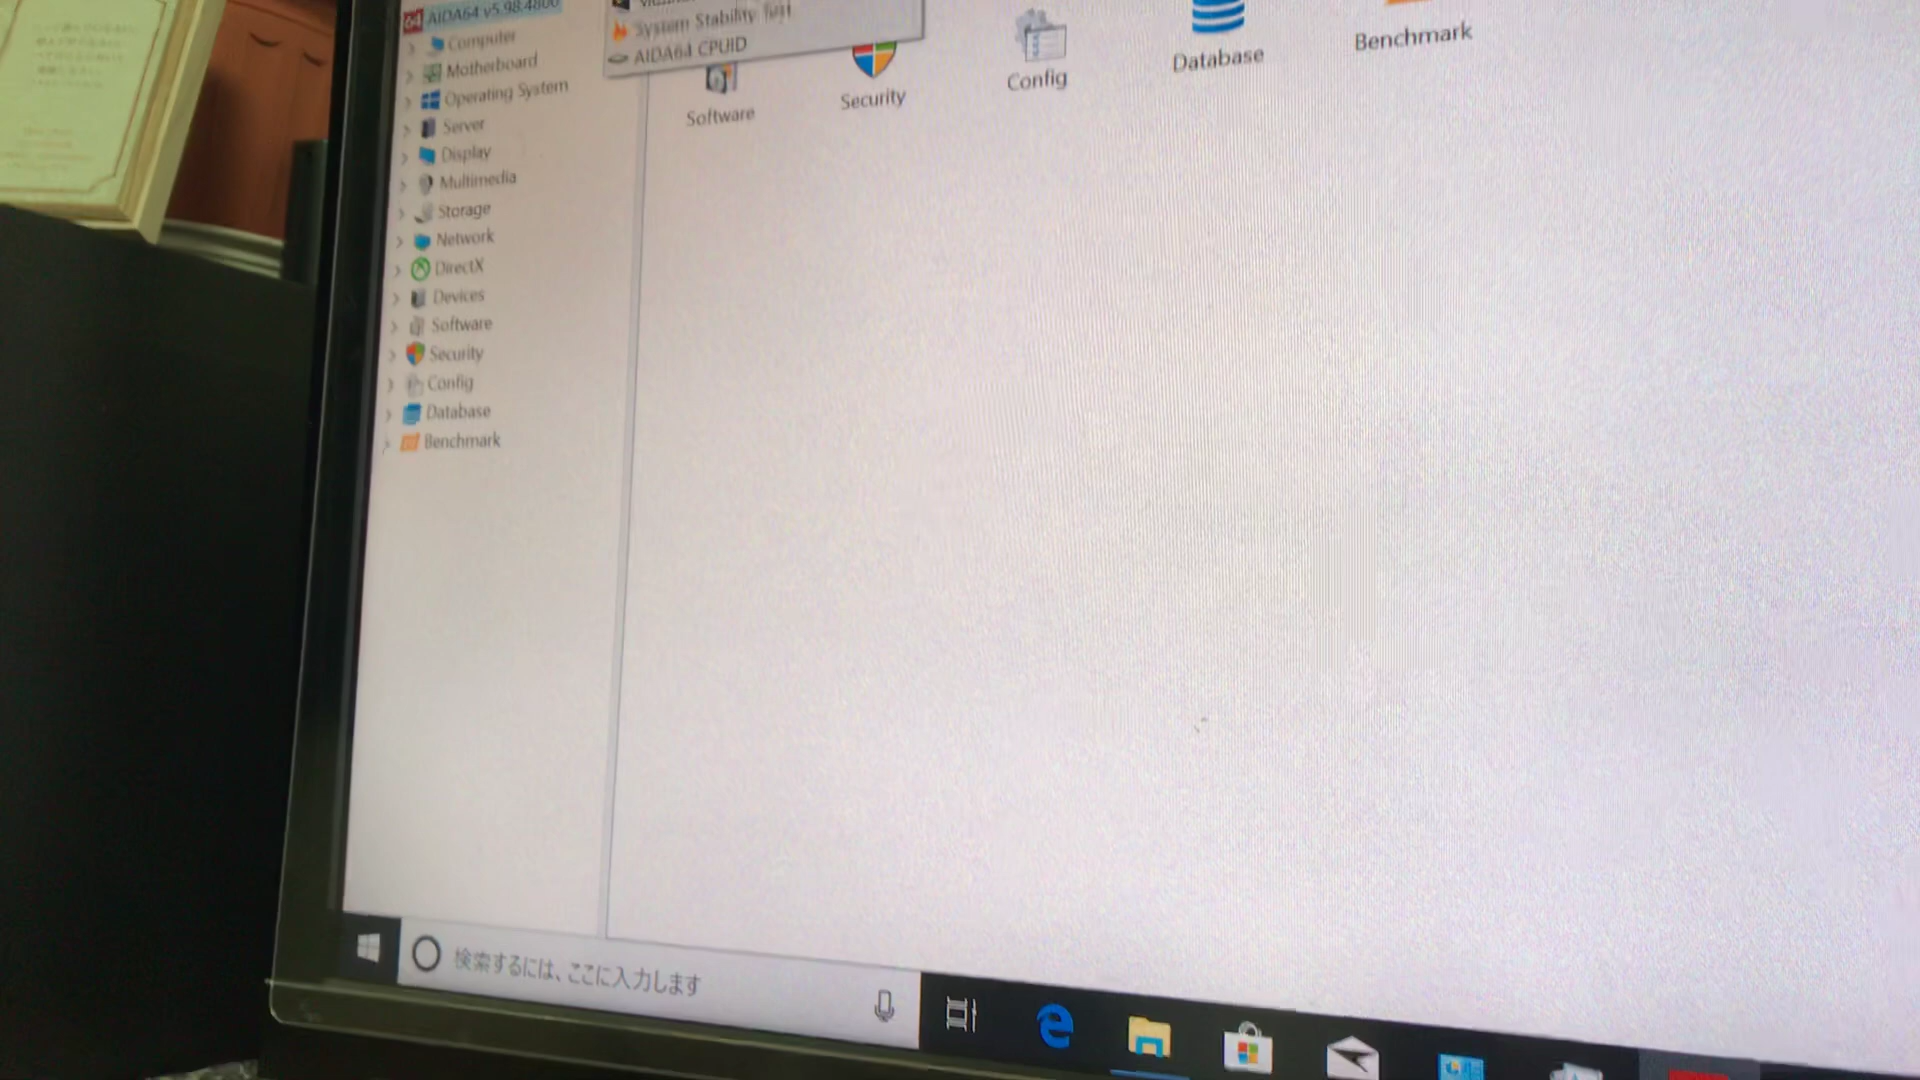 AIDA64 v5.98.4800
Computer
Motherboard
Operating System
Server
Display
Multimedia
Storage
Network
DirectX
Devices
Software
Security
Config
Database
Benchmark
System Stability Test
AIDA64 CPUID
Software
Security
Config
Database
Benchmark
検索するには、ここに入力します